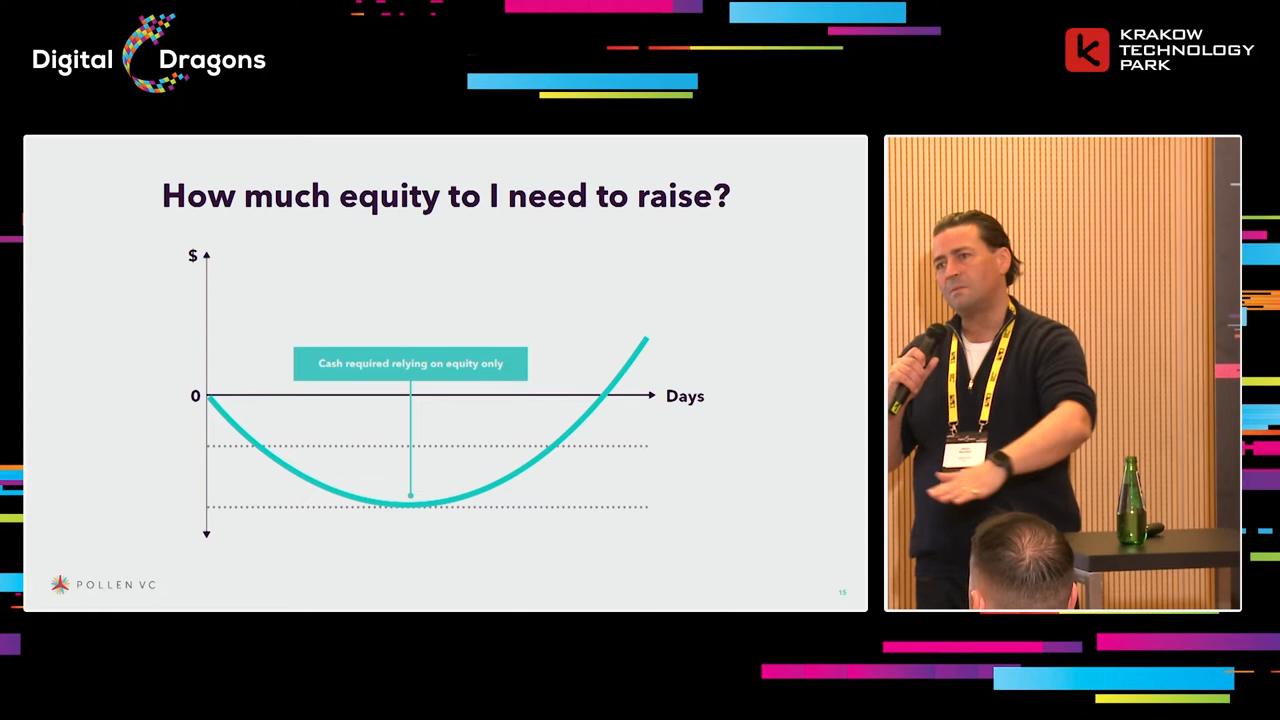 Digital Dragons
KRAKOW
TECHNOLOGY
PARK
How much equity to I need to raise?
$
Cash required relying on equity only
0
Days
POLLEN VC
15